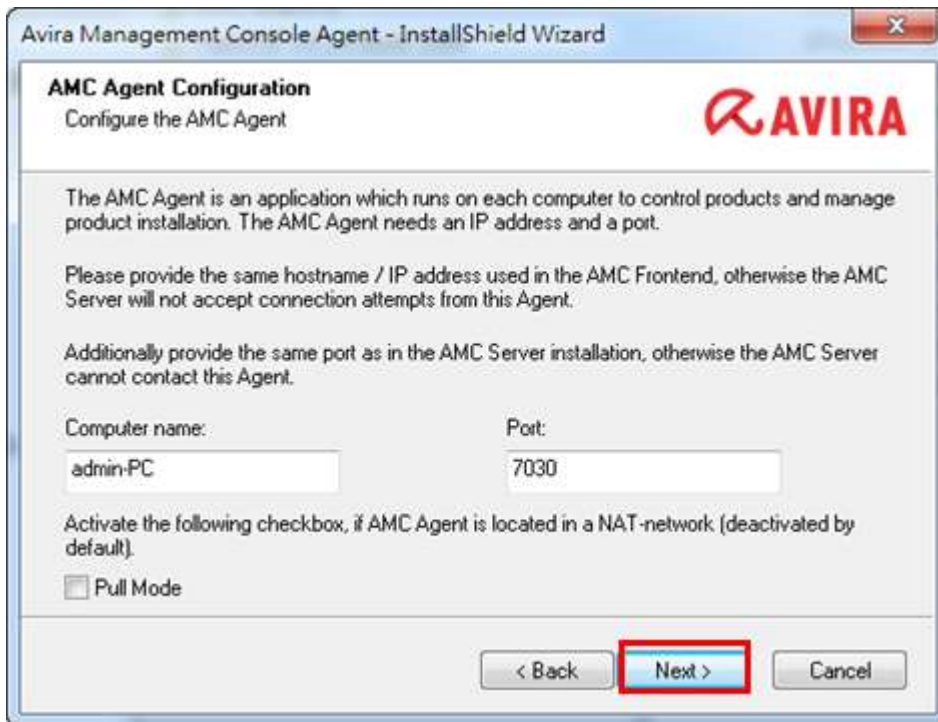 Avira Management Console Agent - InstallShield Wizard
AMC Agent Configuration
Configure the AMC Agent
AVIRA
The AMC Agent is an application which runs on each computer to control products and manage
product installation. The AMC Agent needs an IP address and a port.
Please provide the same hostname / IP address used in the AMC Frontend, otherwise the AMC
Server will not accept connection attempts from this Agent.
Additionally provide the same port as in the AMC Server installation, otherwise the AMC Server
cannot contact this Agent.
Computer name:
Port:
admin-PC
7030
Activate the following checkbox, if AMC Agent is located in a NAT-network (deactivated by
default).
Pull Mode
< Back
Next >
Cancel